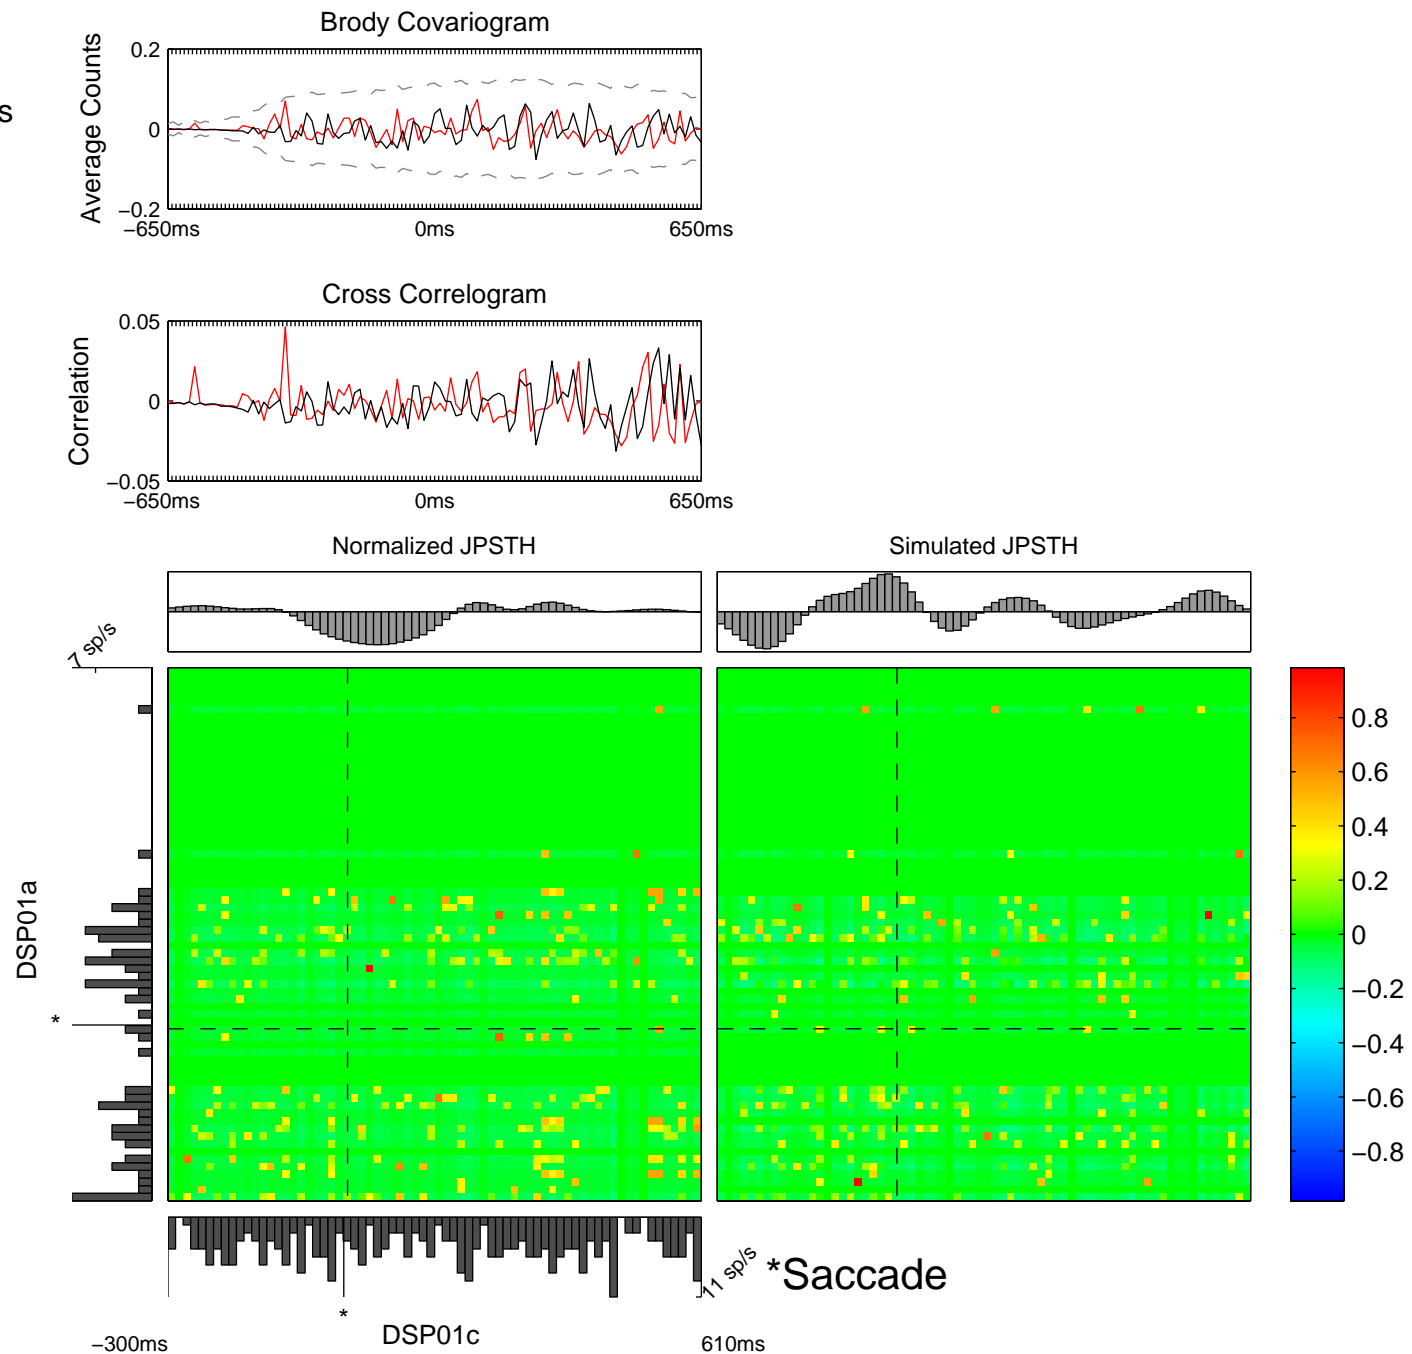 Brody Covariogram
s
Average Counts
0.2
0
−0.2
−650ms
0ms
650ms
Cross Correlogram
Correlation
0.05
0
−0.05
−650ms
0ms
650ms
Normalized JPSTH
Simulated JPSTH
7 sp/s
DSP01a
*
0.8
0.6
0.4
0.2
0
−0.2
−0.4
−0.6
−0.8
11 sp/s
*Saccade
*
DSP01c
−300ms
610ms